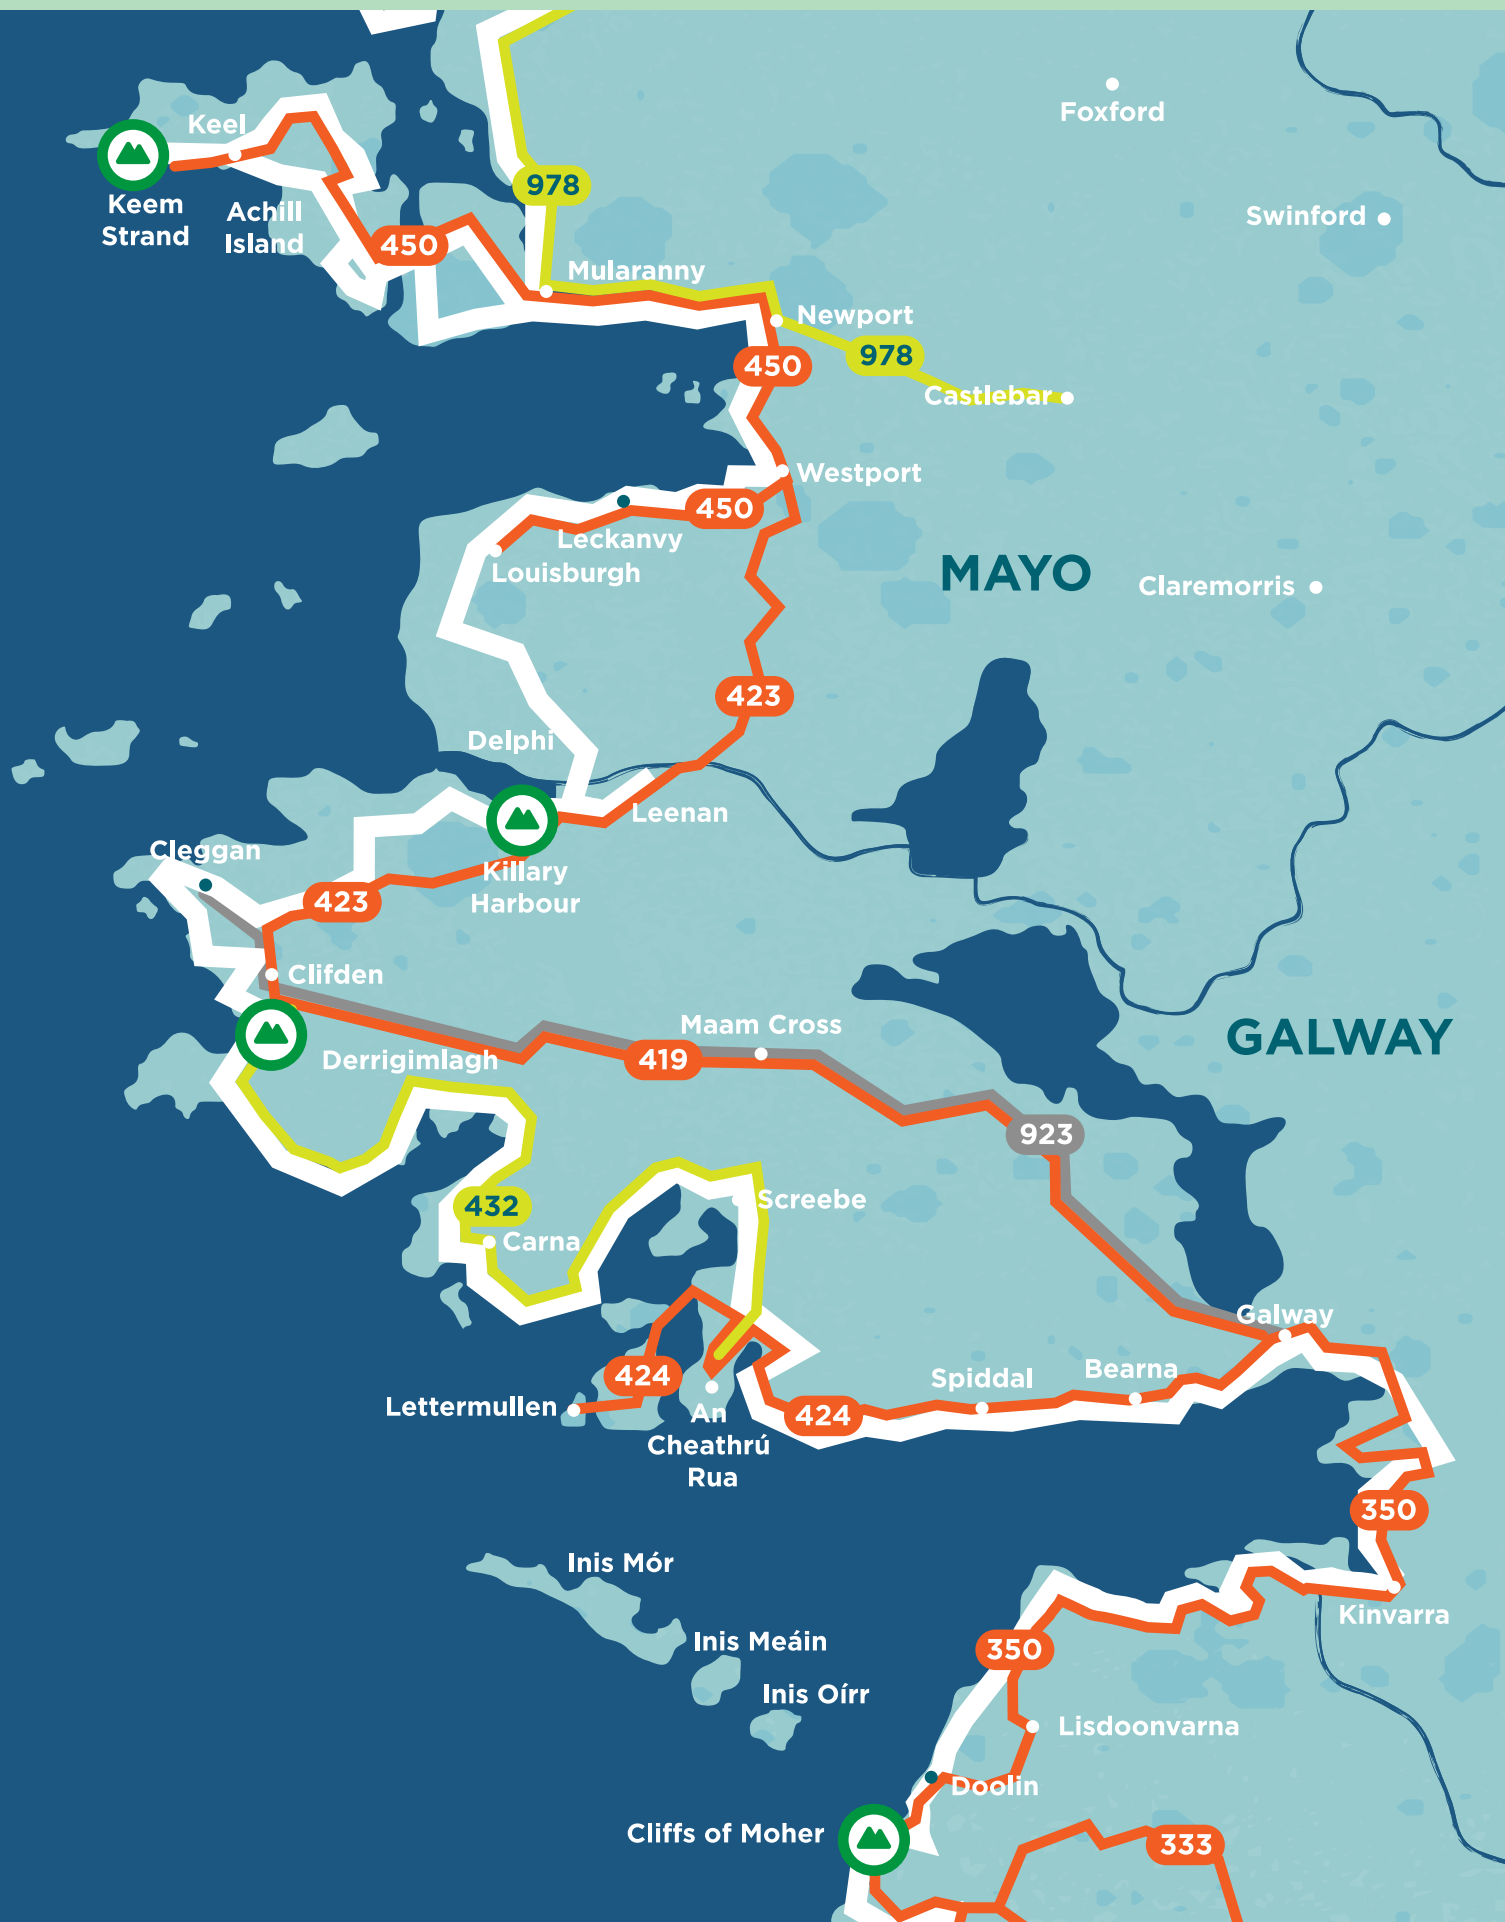 Foxford
Keel
978
Keem
Strand
Achill
Island
Swinford
450
Mularanny
Newport
978
450
Castlebar
Westport
450
Leckanvy
Louisburgh
MAYO
Claremorris
423
Delphi
Leenan
Cleggan
Killary
Harbour
423
Clifden
Maam Cross
GALWAY
Derrigimlagh
419
923
Screebe
432
Carna
Galway
424
Lettermullen
Spiddal
Bearna
An
Cheathrú
Rua
424
350
Inis Mór
Kinvarra
Inis Meáin
350
Inis Oírr
Lisdoonvarna
Doolin
Cliffs of Moher
333